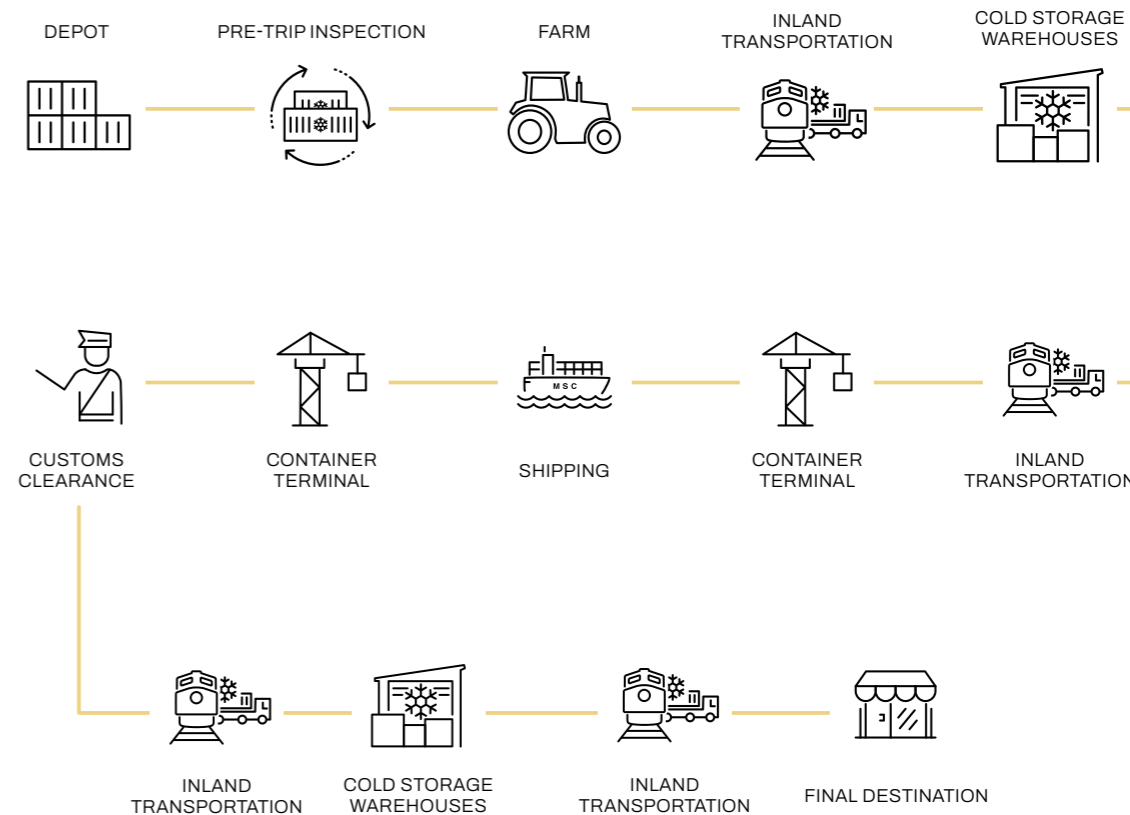 DEPOT
PRE-TRIP INSPECTION
FARM
INLAND
TRANSPORTATION
COLD STORAGE
WAREHOUSES
MSC
CUSTOMS
CLEARANCE
CONTAINER
TERMINAL
SHIPPING
CONTAINER
TERMINAL
INLAND
TRANSPORTATION
INLAND
TRANSPORTATION
COLD STORAGE
WAREHOUSES
INLAND
TRANSPORTATION
FINAL DESTINATION